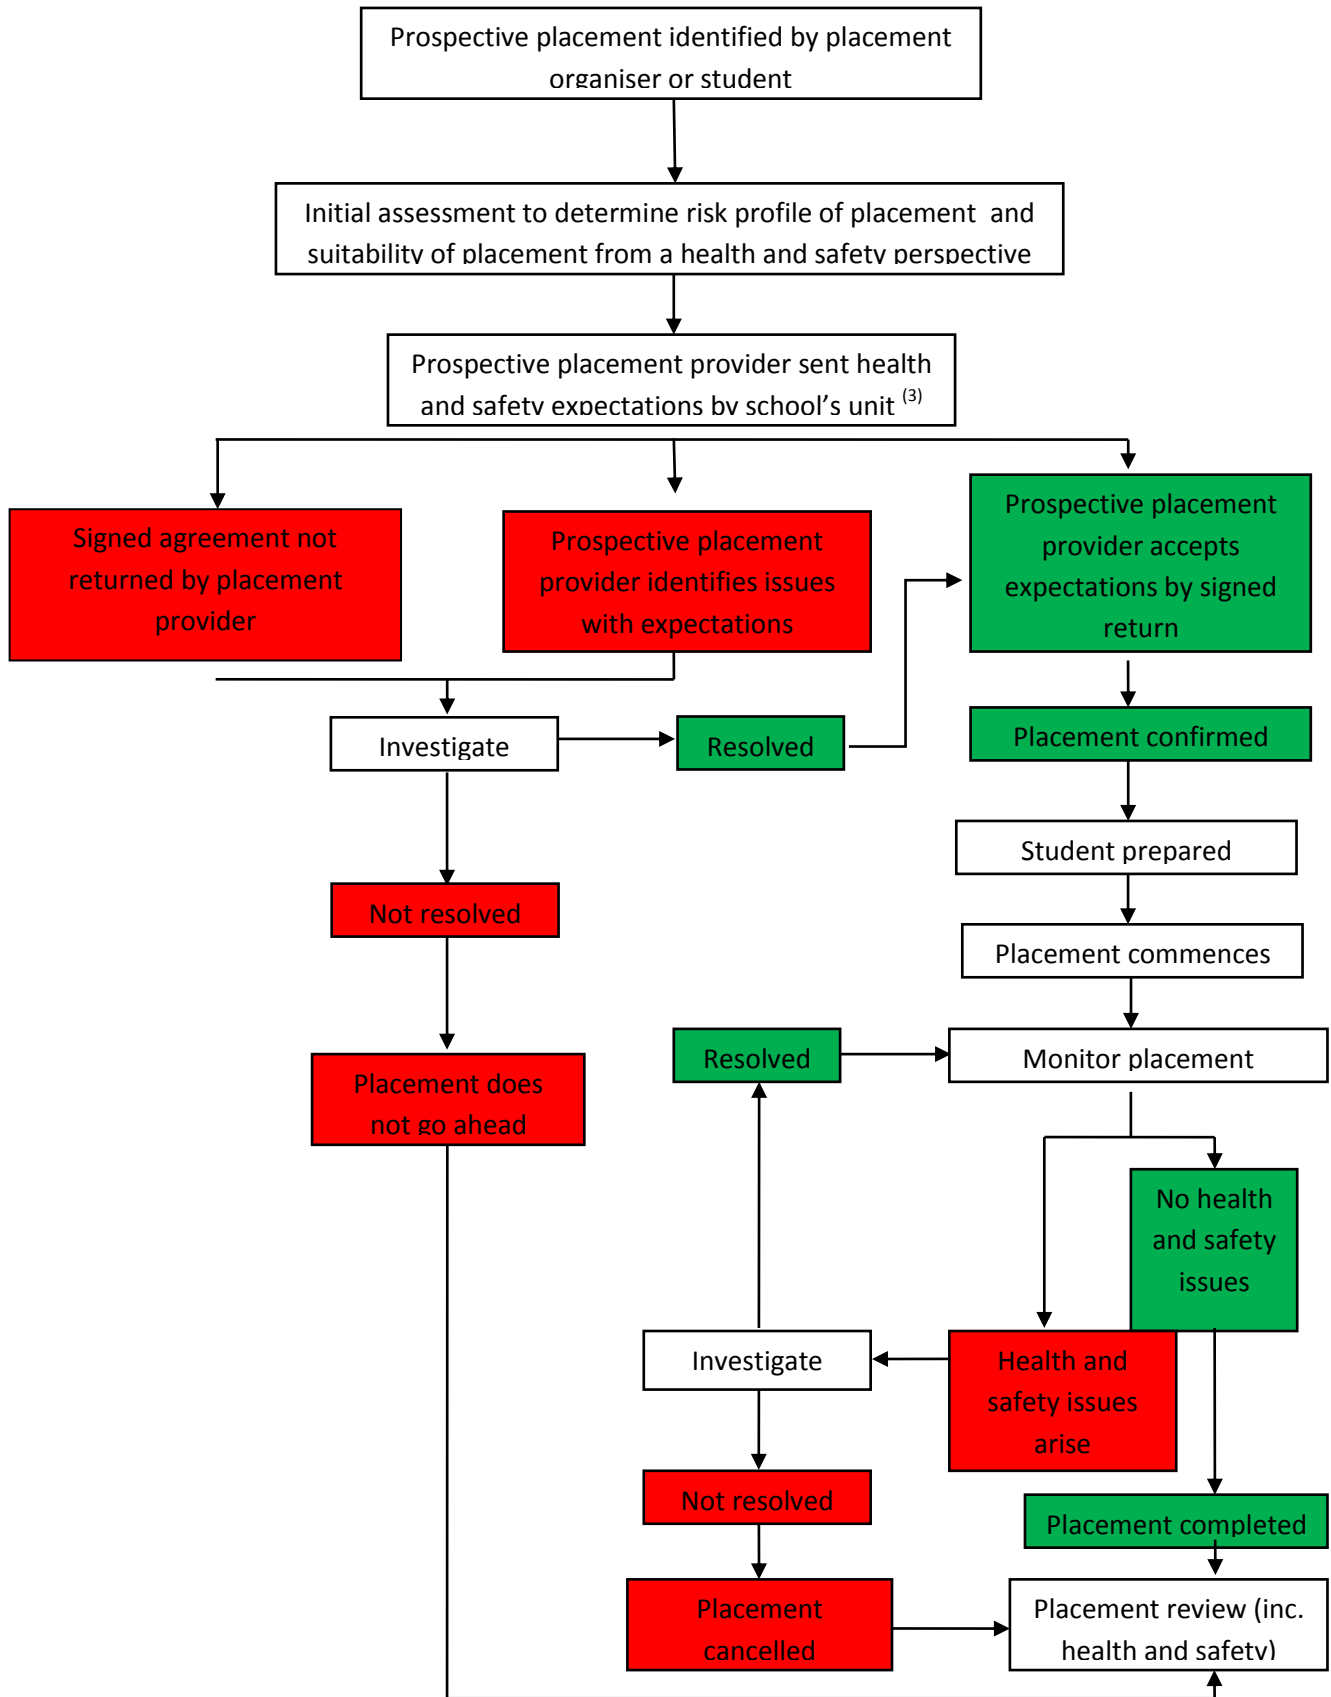 Prospective placement identified by placement
organiser or student
Initial assessment to determine risk profile of placement and
suitability of placement from a health and safety perspective
Prospective placement provider sent health
and safety expectations by school's unit (3)
Signed agreement not
returned by placement
provider
Prospective placement
provider identifies issues
with expectations
Prospective placement
provider accepts
expectations by signed
return
Investigate
Resolved
Placement confirmed
Student prepared
Not resolved
Placement commences
Resolved
Monitor placement
Placement does
not go ahead
No health
and safety
issues
Investigate
Health and
safety issues
arise
Not resolved
Placement completed
Placement
cancelled
Placement review (inc.
health and safety)